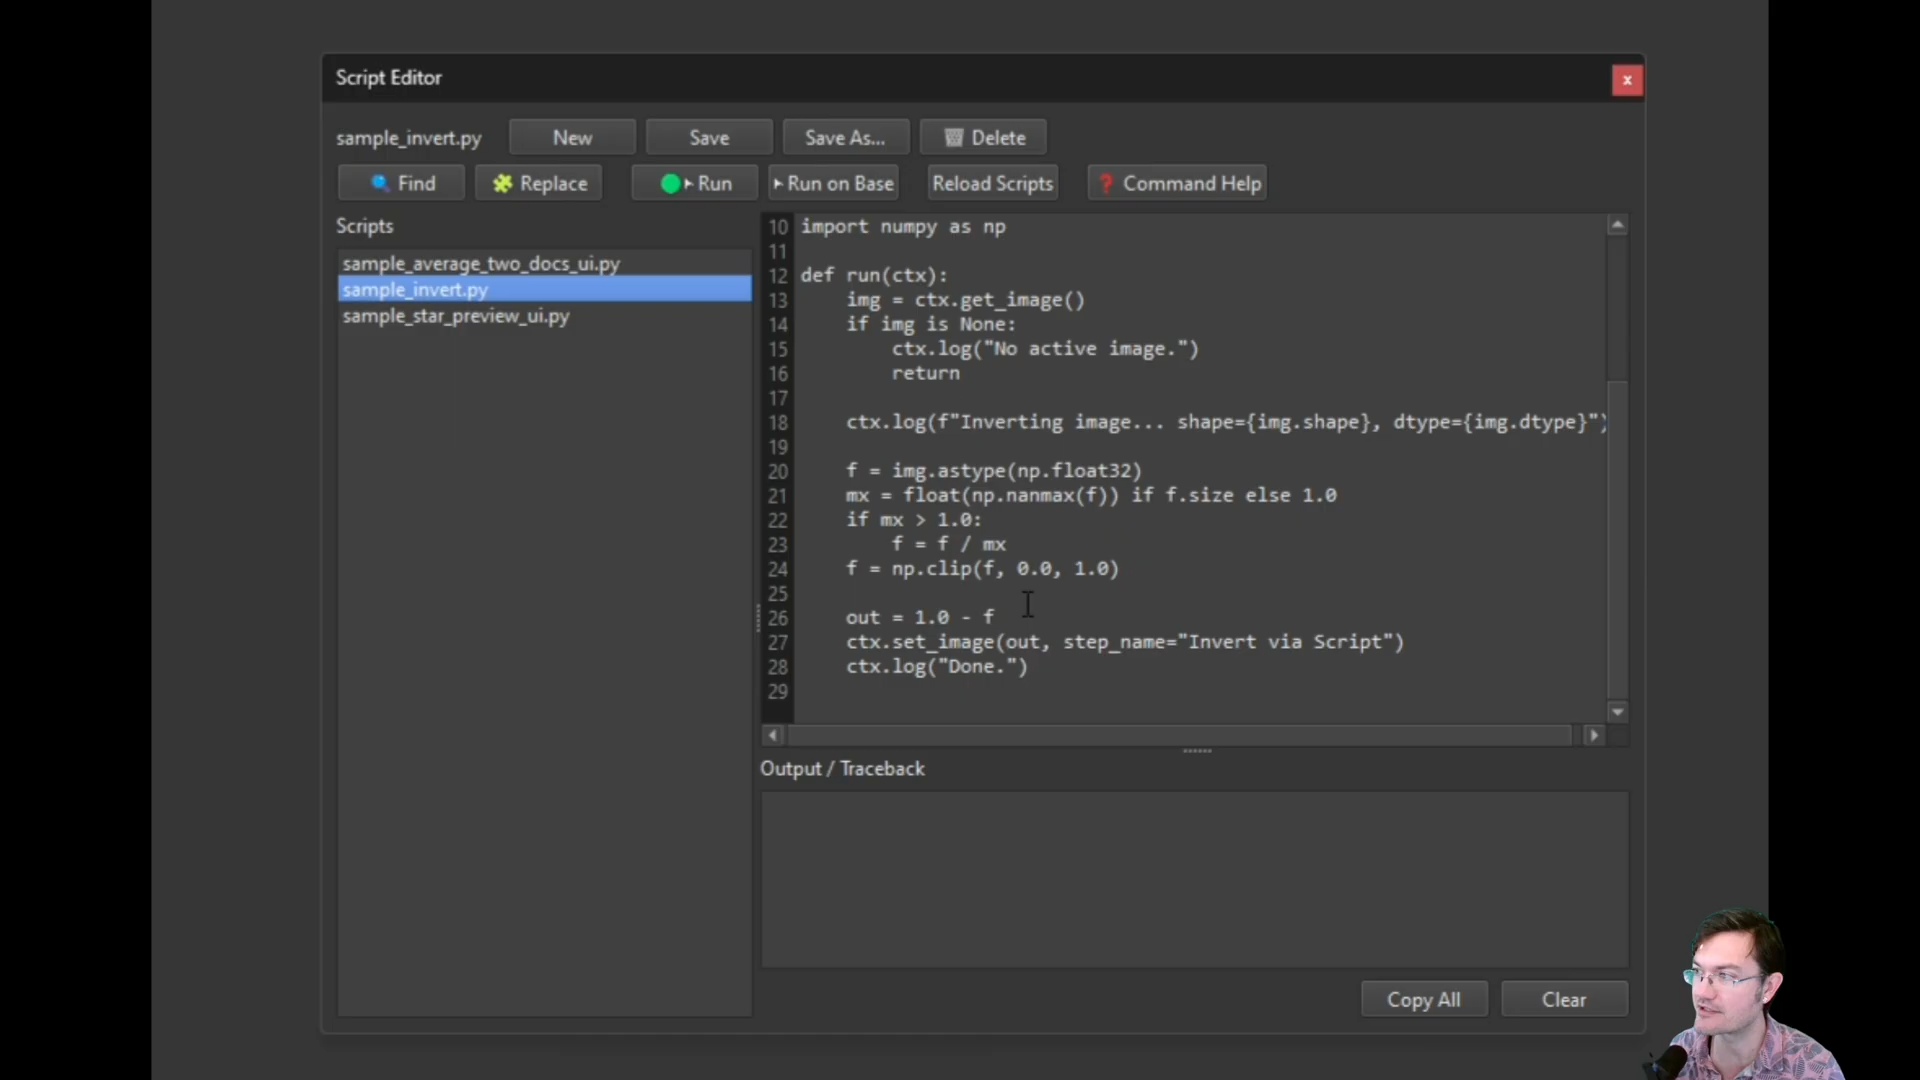 Script Editor
x
sample_invert.py New Save Save As... Delete
Find Replace Run Run on Base Reload Scripts ? Command Help
Scripts
sample_average_two_docs_ui.py
sample_invert.py
sample_star_preview_ui.py
10 import numpy as np
11
12 def run(ctx):
13     img = ctx.get_image()
14     if img is None:
15         ctx.log("No active image.")
16         return
17
18     ctx.log(f"Inverting image... shape={img.shape}, dtype={img.dtype}")
19
20     f = img.astype(np.float32)
21     mx = float(np.nanmax(f)) if f.size else 1.0
22     if mx > 1.0:
23         f = f / mx
24     f = np.clip(f, 0.0, 1.0)
25
26     out = 1.0 - f
27     ctx.set_image(out, step_name="Invert via Script")
28     ctx.log("Done.")
29
Output / Traceback
Copy All Clear